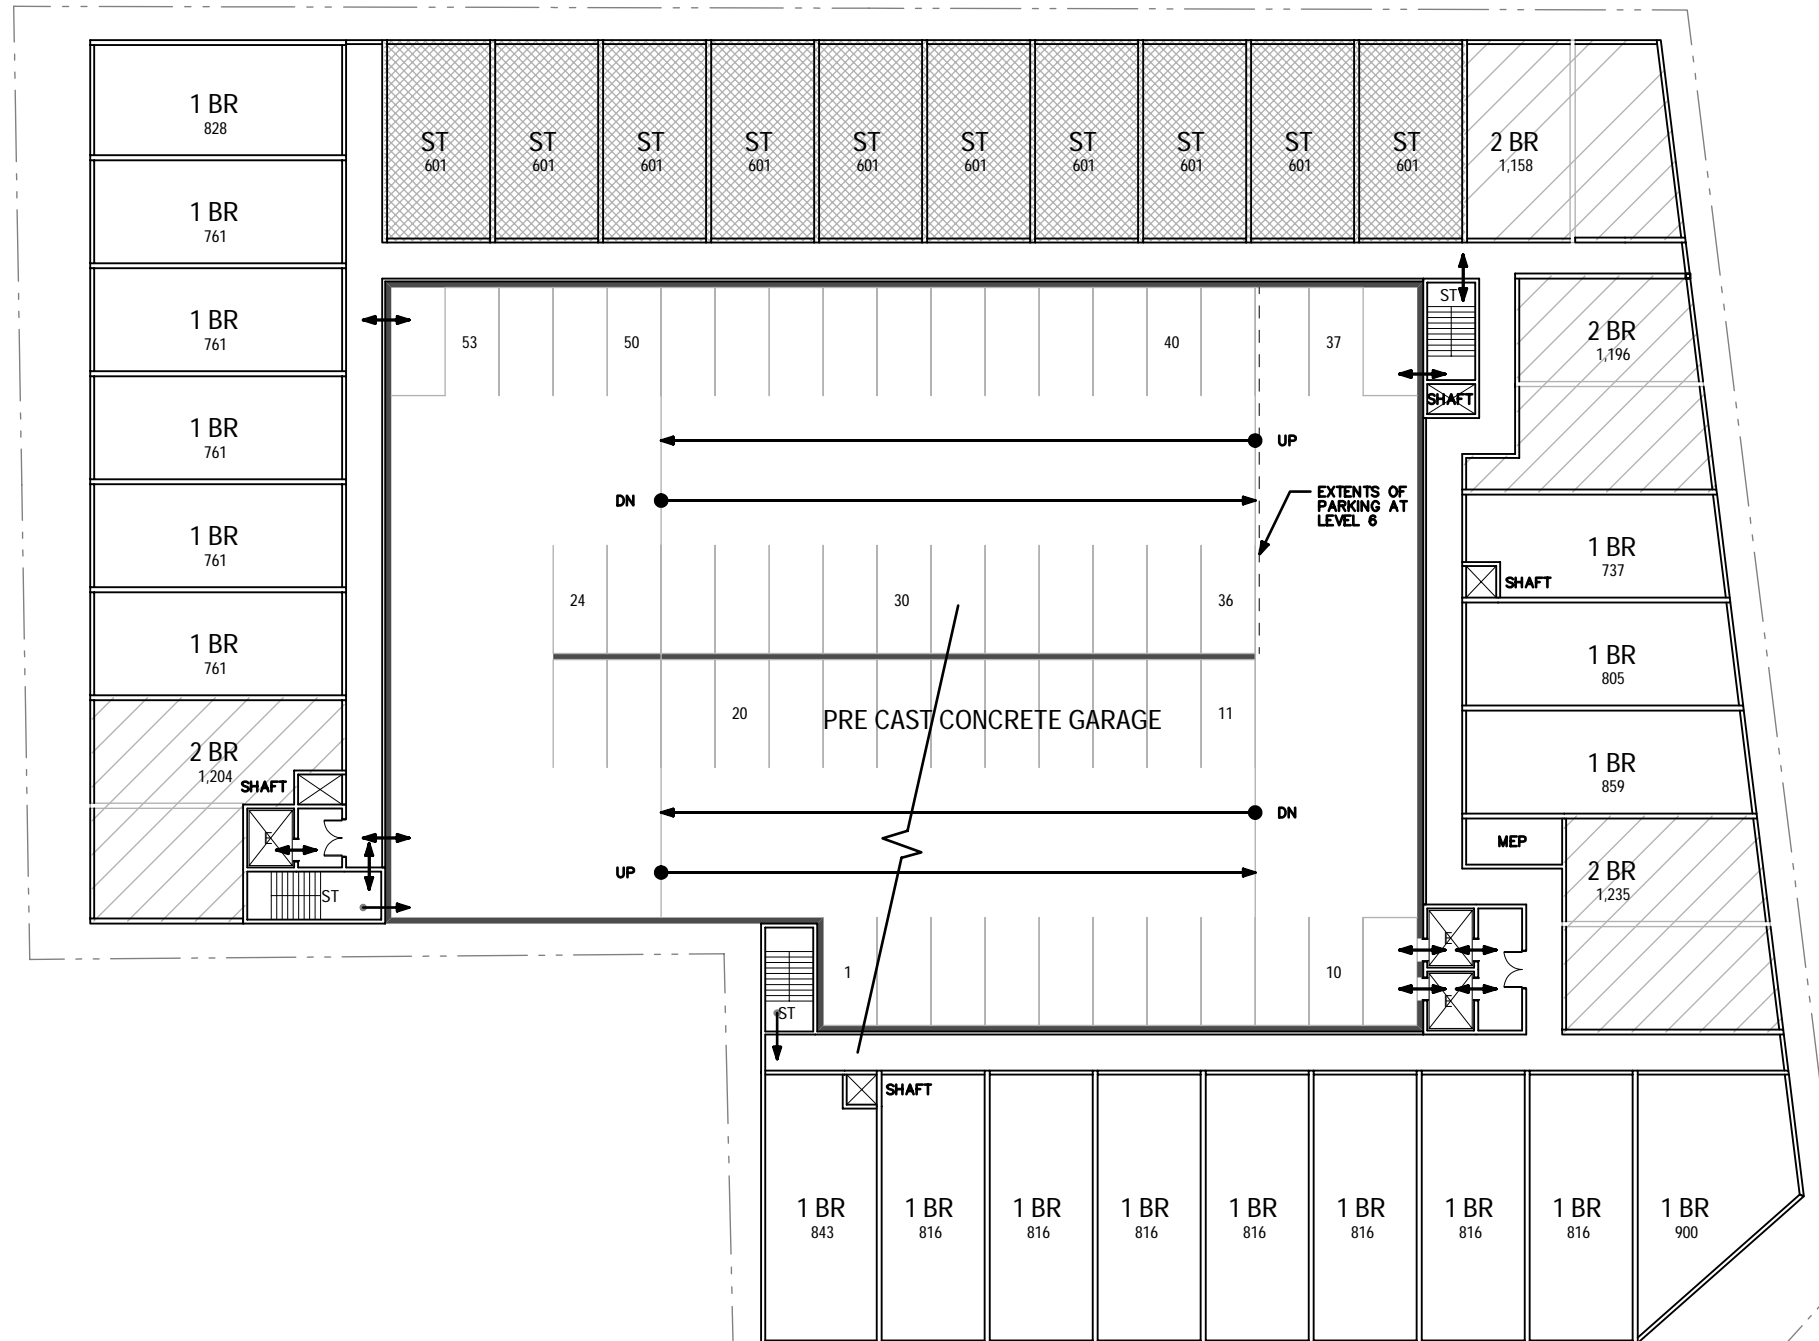 1 BR
828
1 BR
761
1 BR
761
1 BR
761
1 BR
761
1 BR
761
2 BR
1,204
SHAFT
E
ST
ST
601
ST
601
ST
601
ST
601
ST
601
ST
601
ST
601
ST
601
ST
601
ST
601
2 BR
1,158
ST
SHAFT
2 BR
1,196
53
50
40
37
UP
DN
EXTENTS OF
PARKING AT
LEVEL 6
24
30
36
20
PRE CAST CONCRETE GARAGE
11
DN
UP
1
10
ST
SHAFT
1 BR
737
SHAFT
1 BR
805
1 BR
859
MEP
2 BR
1,235
E
E
1 BR
843
1 BR
816
1 BR
816
1 BR
816
1 BR
816
1 BR
816
1 BR
816
1 BR
816
1 BR
900